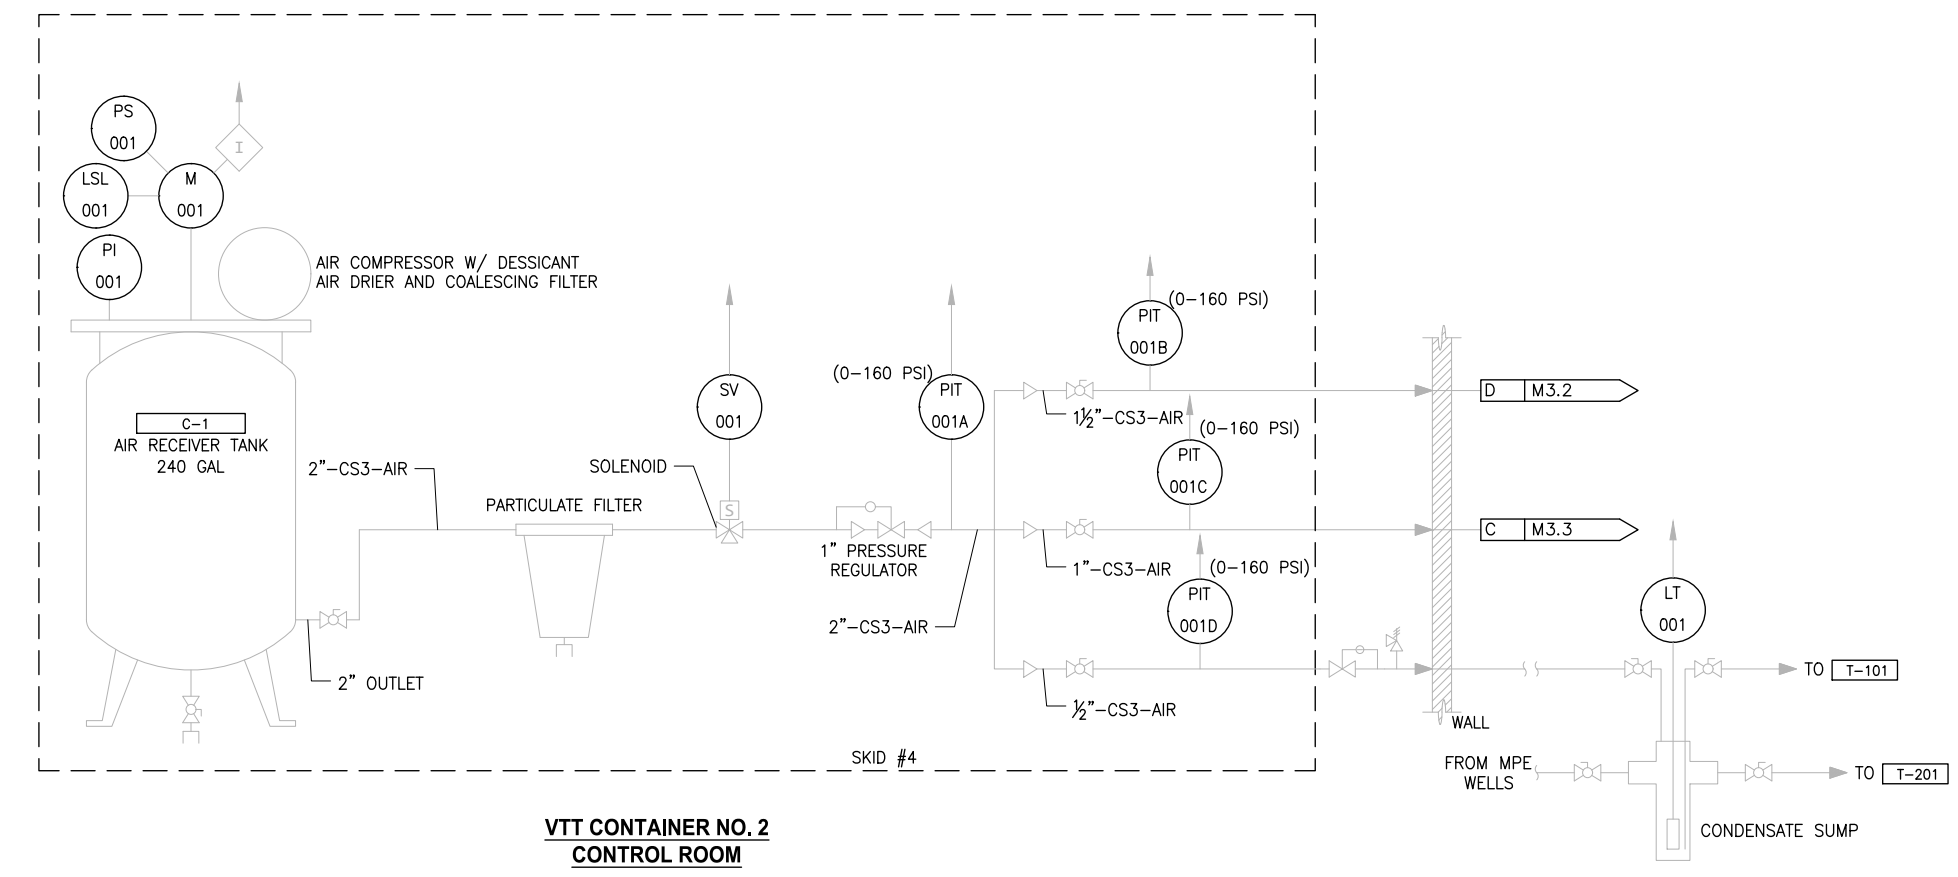 PS
001
I
LSL
001
M
001
PI
001
AIR COMPRESSOR W/ DESSICANT
AIR DRIER AND COALESCING FILTER
C-1
AIR RECEIVER TANK
240 GAL
2"-CS3-AIR
2" OUTLET
PARTICULATE FILTER
SOLENOID
SV
001
S
1" PRESSURE
REGULATOR
(0-160 PSI)
PIT
001A
2"-CS3-AIR
PIT
001B
(0-160 PSI)
1½"-CS3-AIR
PIT
001C
(0-160 PSI)
1"-CS3-AIR
PIT
001D
(0-160 PSI)
½"-CS3-AIR
SKID #4
D M3.2
C M3.3
WALL
LT
001
TO T-101
FROM MPE
WELLS
TO T-201
CONDENSATE SUMP
VTT CONTAINER NO. 2
CONTROL ROOM